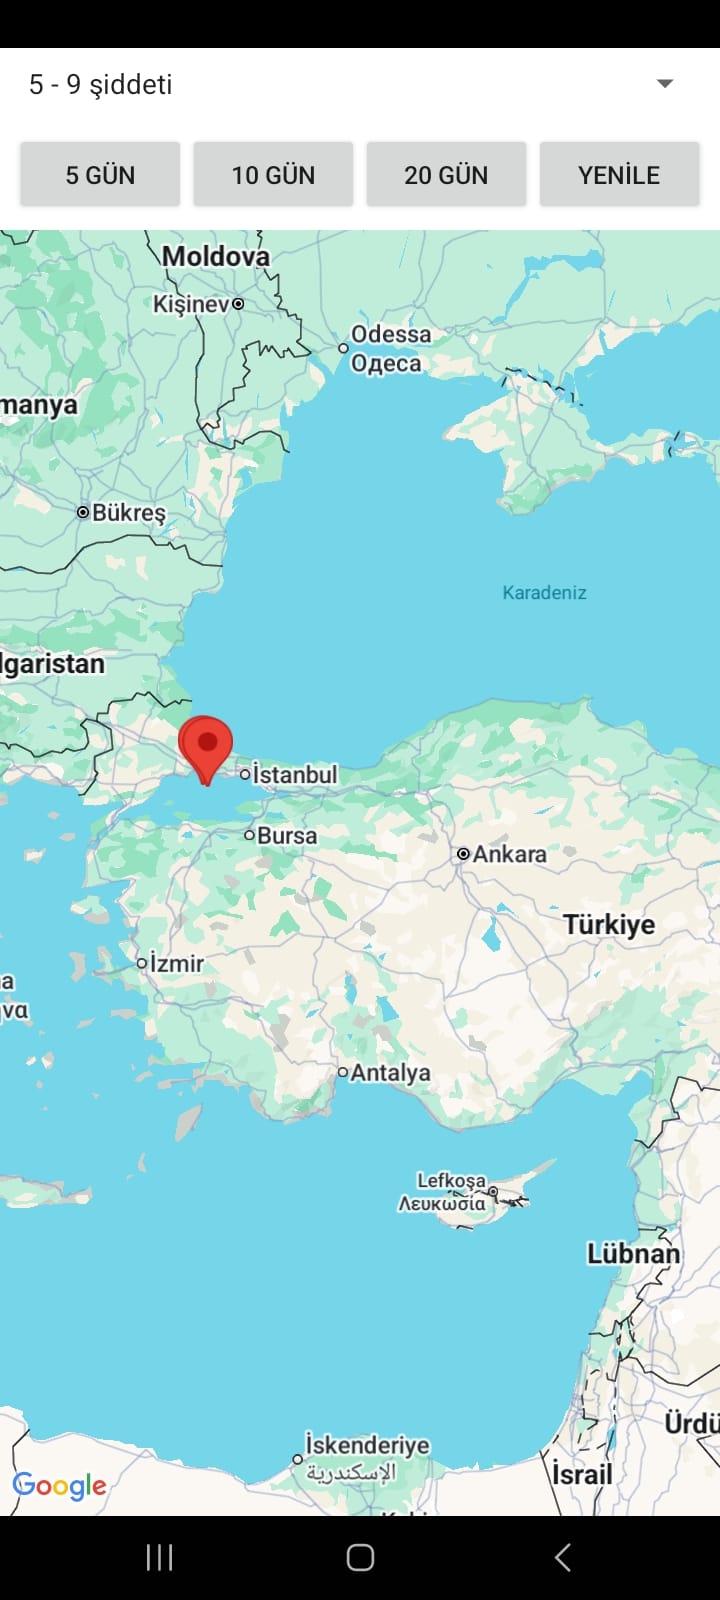 5 - 9 şiddeti
5 GÜN
10 GÜN
20 GÜN
YENİLE
Moldova
Kişinev
Odessa
Одеса
manya
Bükreş
Karadeniz
lgaristan
İstanbul
Bursa
Ankara
Türkiye
İzmir
a
να
Antalya
Lefkoşa
Λευκωσία
Lübnan
Ürdü
İskenderiye
الإسكندرية
İsrail
Google